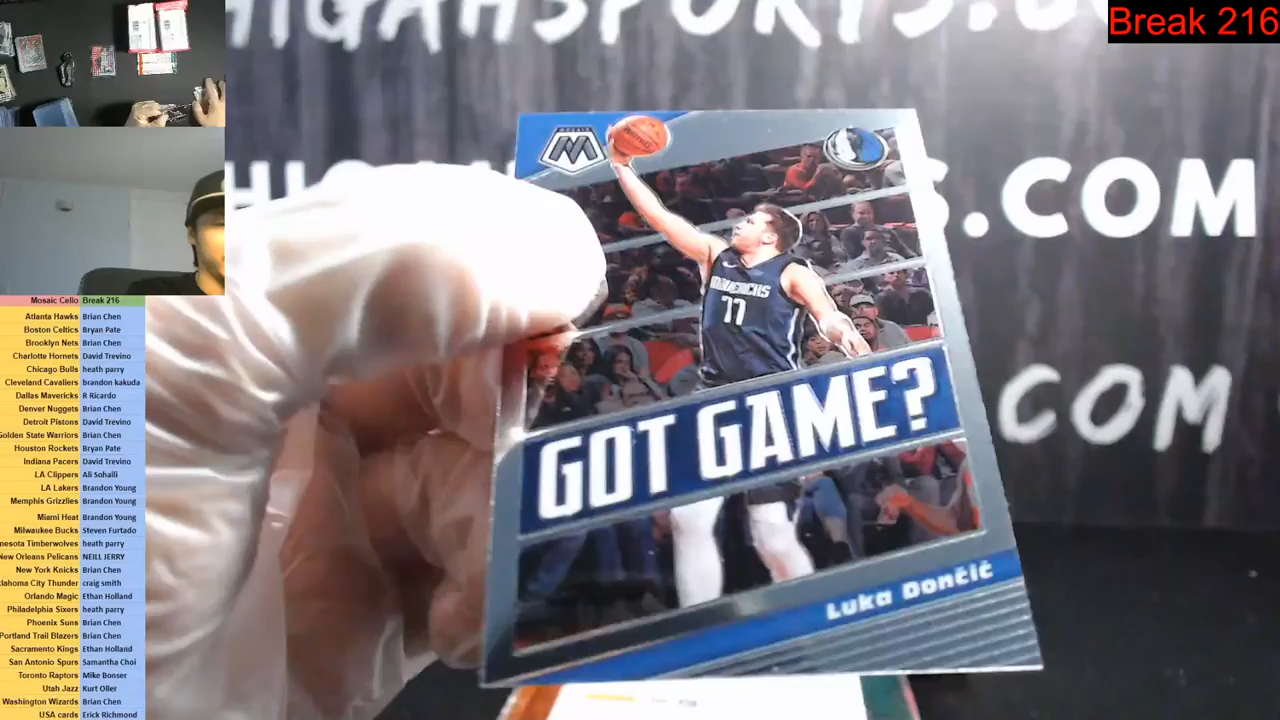 Break 216
HIGAHSPORTS.
.COM
COM
MOSAIC
M
MAVERICKS
77
GOT GAME?
Luka Dončić
Mosaic Cello Break 216
Atlanta Hawks Brian Chen
Boston Celtics Bryan Pate
Brooklyn Nets Brian Chen
Charlotte Hornets David Trevino
Chicago Bulls heath parry
Cleveland Cavaliers brandon kakuda
Dallas Mavericks R Ricardo
Denver Nuggets Brian Chen
Detroit Pistons David Trevino
Golden State Warriors Brian Chen
Houston Rockets Bryan Pate
Indiana Pacers David Trevino
LA Clippers Ali Sohaili
LA Lakers Brandon Young
Memphis Grizzlies Brandon Young
Miami Heat Brandon Young
Milwaukee Bucks Steven Furtado
nesota Timberwolves heath parry
New Orleans Pelicans NEILL JERRY
New York Knicks Brian Chen
klahoma City Thunder craig smith
Orlando Magic Ethan Holland
Philadelphia Sixers heath parry
Phoenix Suns Brian Chen
Portland Trail Blazers Brian Chen
Sacramento Kings Ethan Holland
San Antonio Spurs Samantha Choi
Toronto Raptors Mike Bonser
Utah Jazz Kurt Oller
Washington Wizards Brian Chen
USA cards Erick Richmond